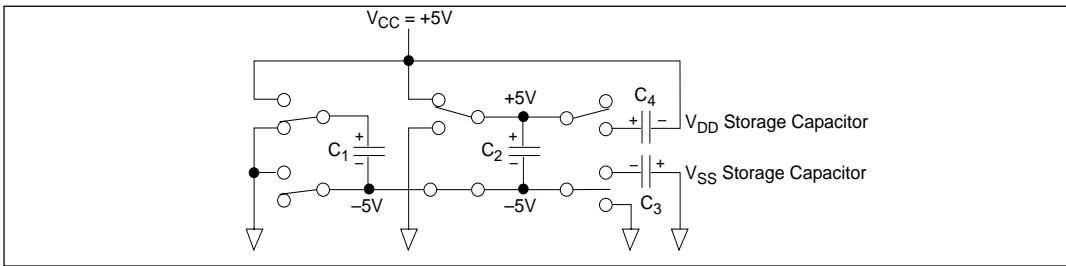 V_CC = +5V
+5V
C_4
+ −
V_DD Storage Capacitor
+
C_1
−
+
C_2
−
− +
V_SS Storage Capacitor
C_3
−5V
−5V